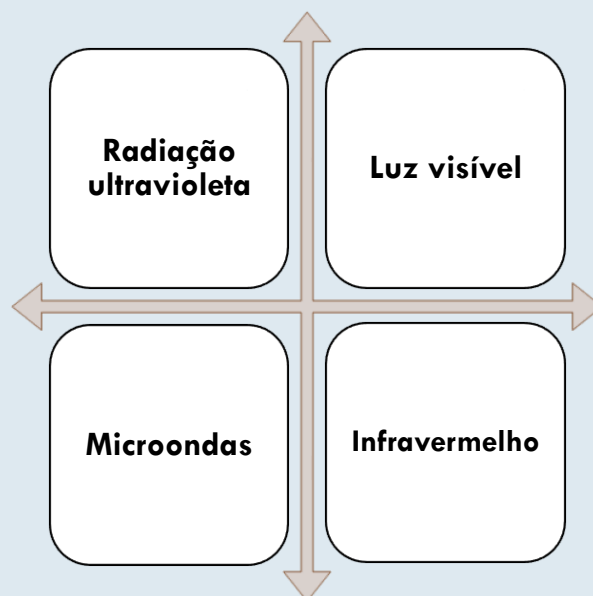 Radiação
ultravioleta
Luz visível
Microondas
Infravermelho